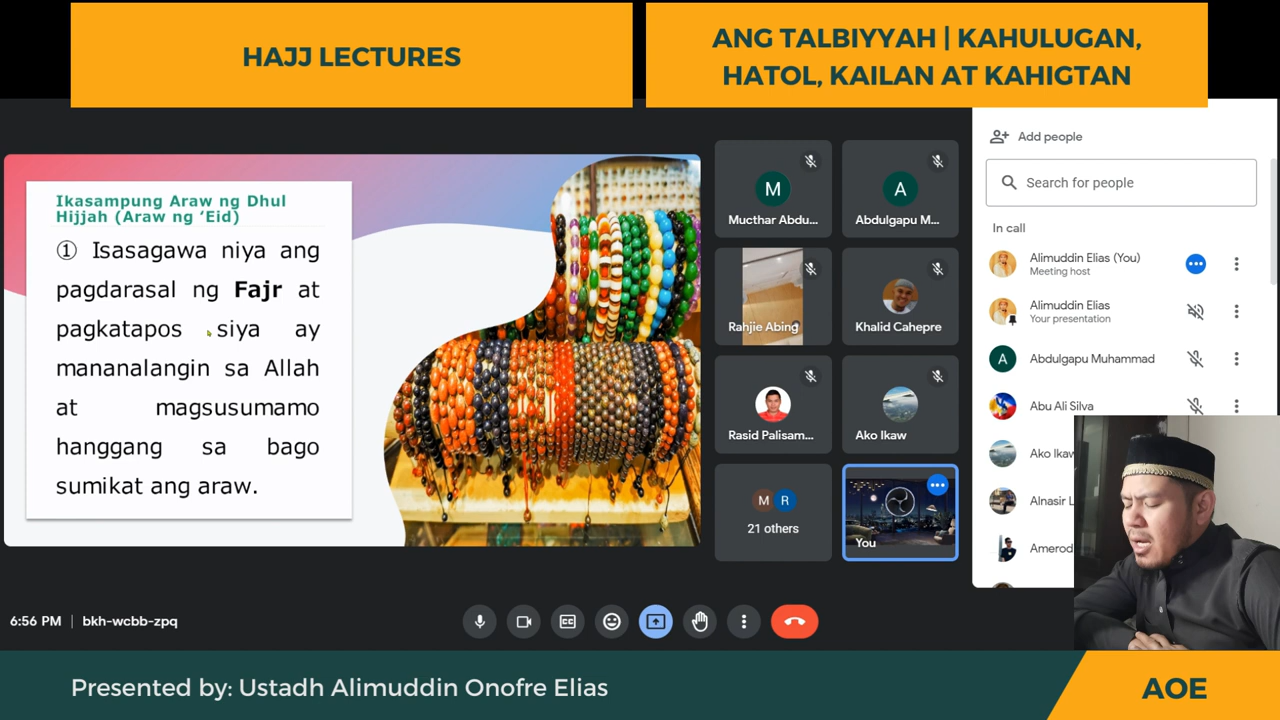 HAJJ LECTURES
ANG TALBIYYAH | KAHULUGAN,
HATOL, KAILAN AT KAHIGTAN
Ikasampung Araw ng Dhul
Hijjah (Araw ng ‘Eid)
① Isasagawa niya ang
pagdarasal ng Fajr at
pagkatapos siya ay
mananalangin sa Allah
at magsusumamo
hanggang sa bago
sumikat ang araw.
M
Mucthar Abdu...
A
Abdulgapu M...
Rahjie Abing
Khalid Cahepre
Rasid Palisam...
Ako Ikaw
M R
21 others
You
Add people
Search for people
In call
Alimuddin Elias (You)
Meeting host
Alimuddin Elias
Your presentation
A
Abdulgapu Muhammad
Abu Ali Silva
Ako Ikaw
Alnasir L
Amerod
6:56 PM | bkh-wcbb-zpq
Presented by: Ustadh Alimuddin Onofre Elias
AOE